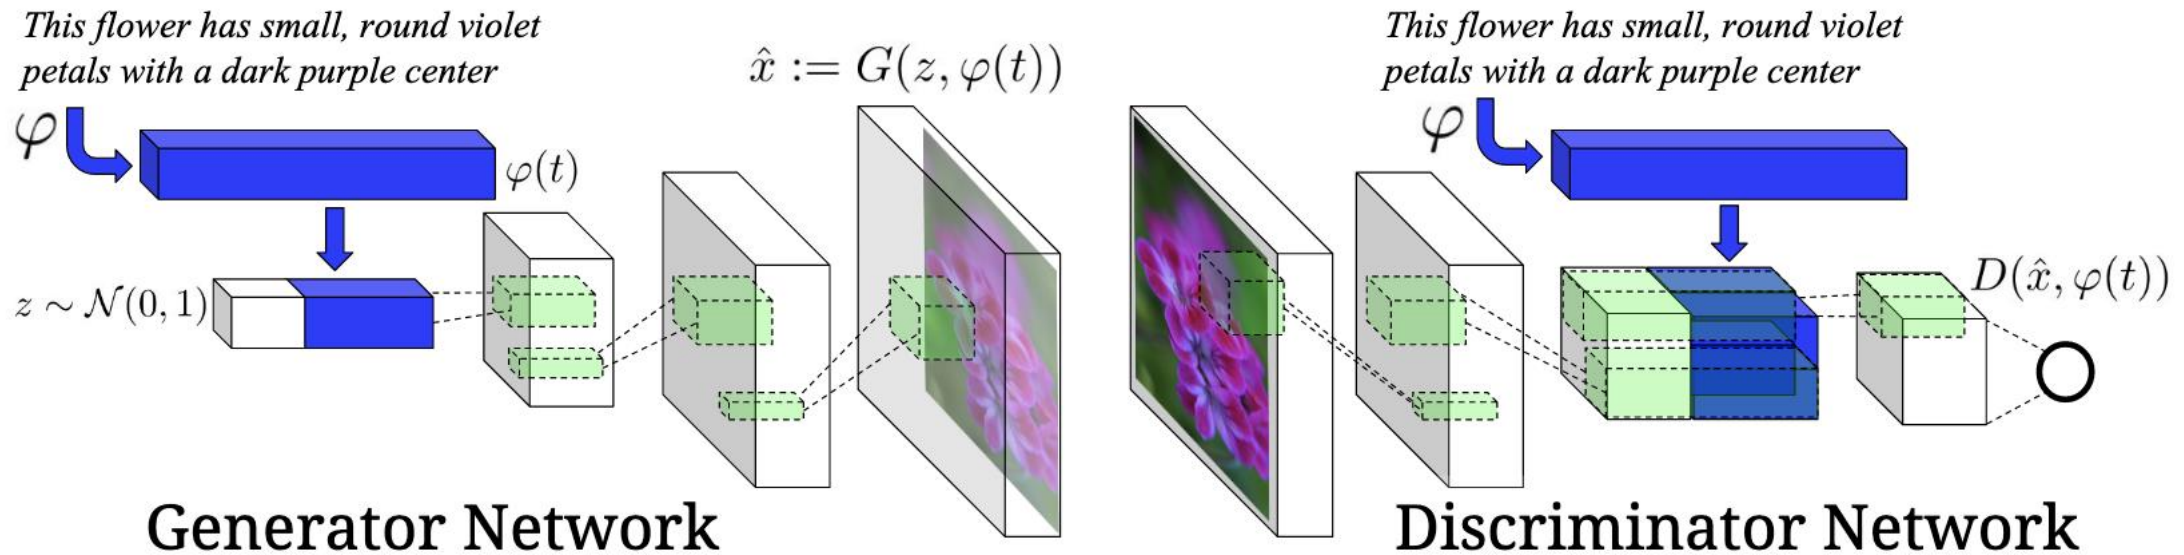 This flower has small, round violet
petals with a dark purple center
φ
φ(t)
z ∼ 𝒩(0, 1)
x̂ := G(z, φ(t))
Generator Network
This flower has small, round violet
petals with a dark purple center
φ
D(x̂, φ(t))
Discriminator Network